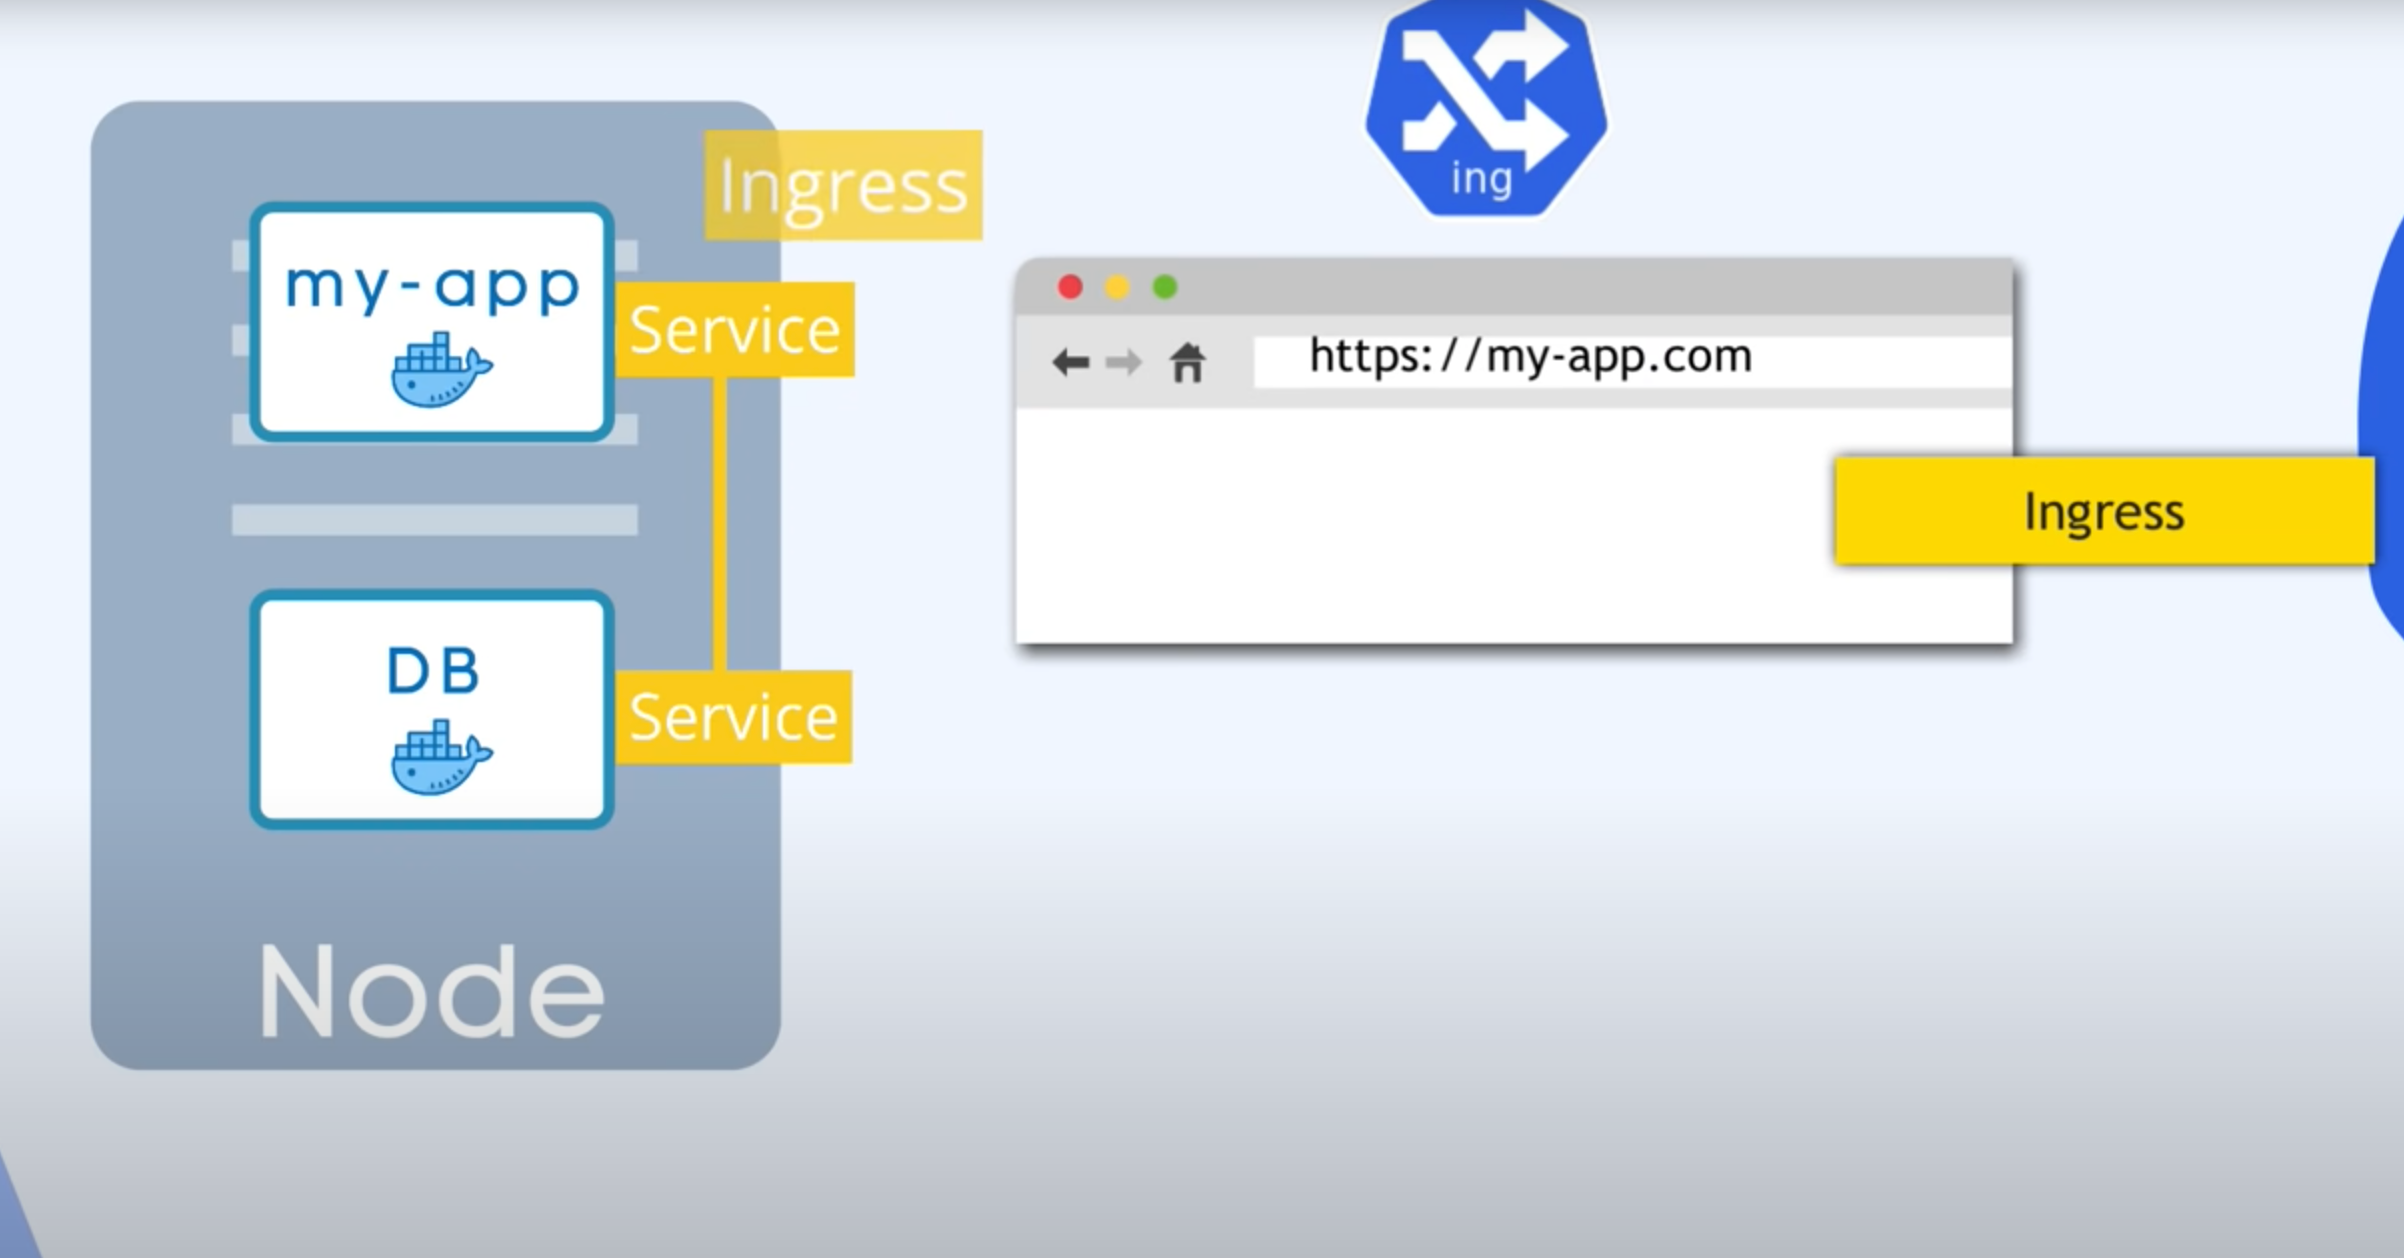 Ingress
my-app
Service
DB
Service
Node
ing
https://my-app.com
Ingress